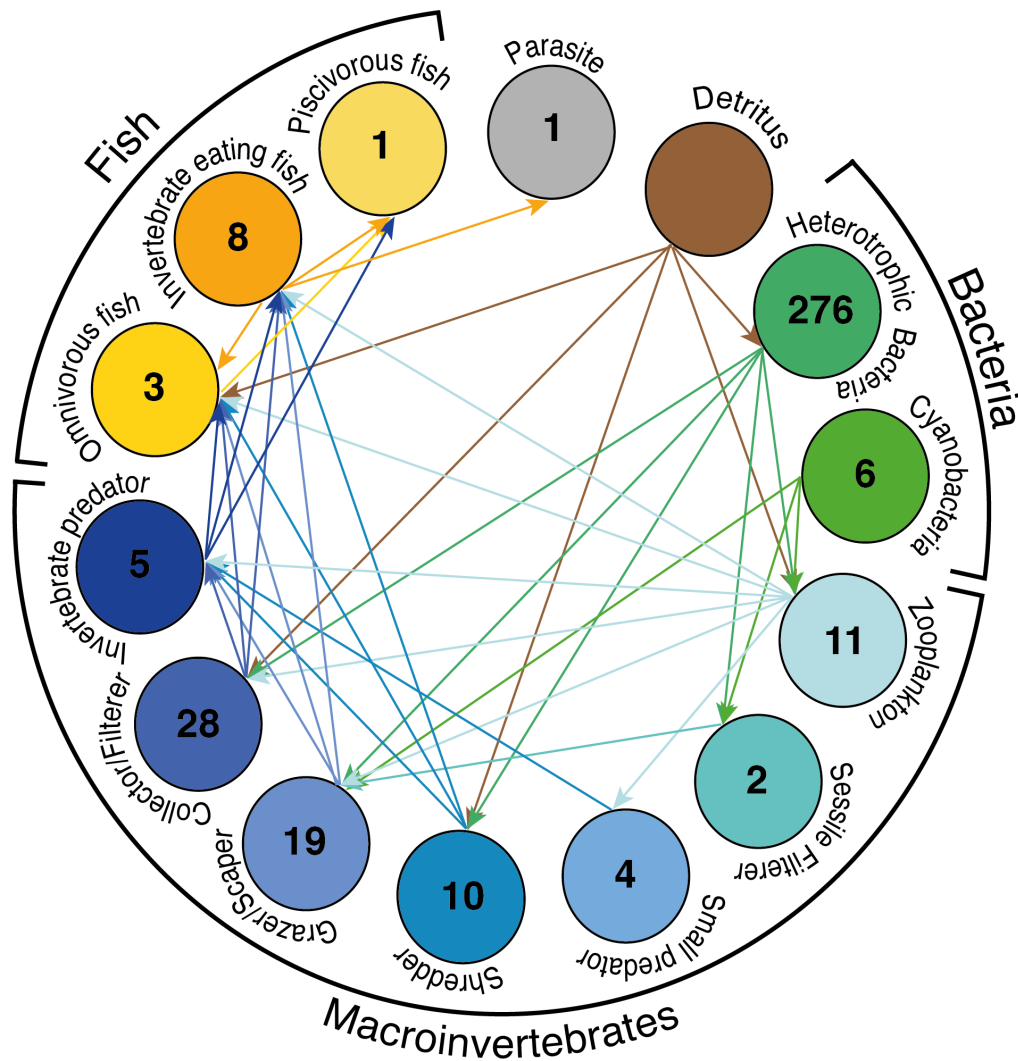 Fish
Piscivorous fish
1
Parasite
1
Detritus
Invertebrate eating fish
8
Heterotrophic Bacteria
276
Bacteria
Omnivorous fish
3
Cyanobacteria
6
Invertebrate predator
5
Zooplankton
11
Collector/Filterer
28
Sessile Filterer
2
Grazer/Scaper
19
Shredder
10
Small predator
4
Macroinvertebrates